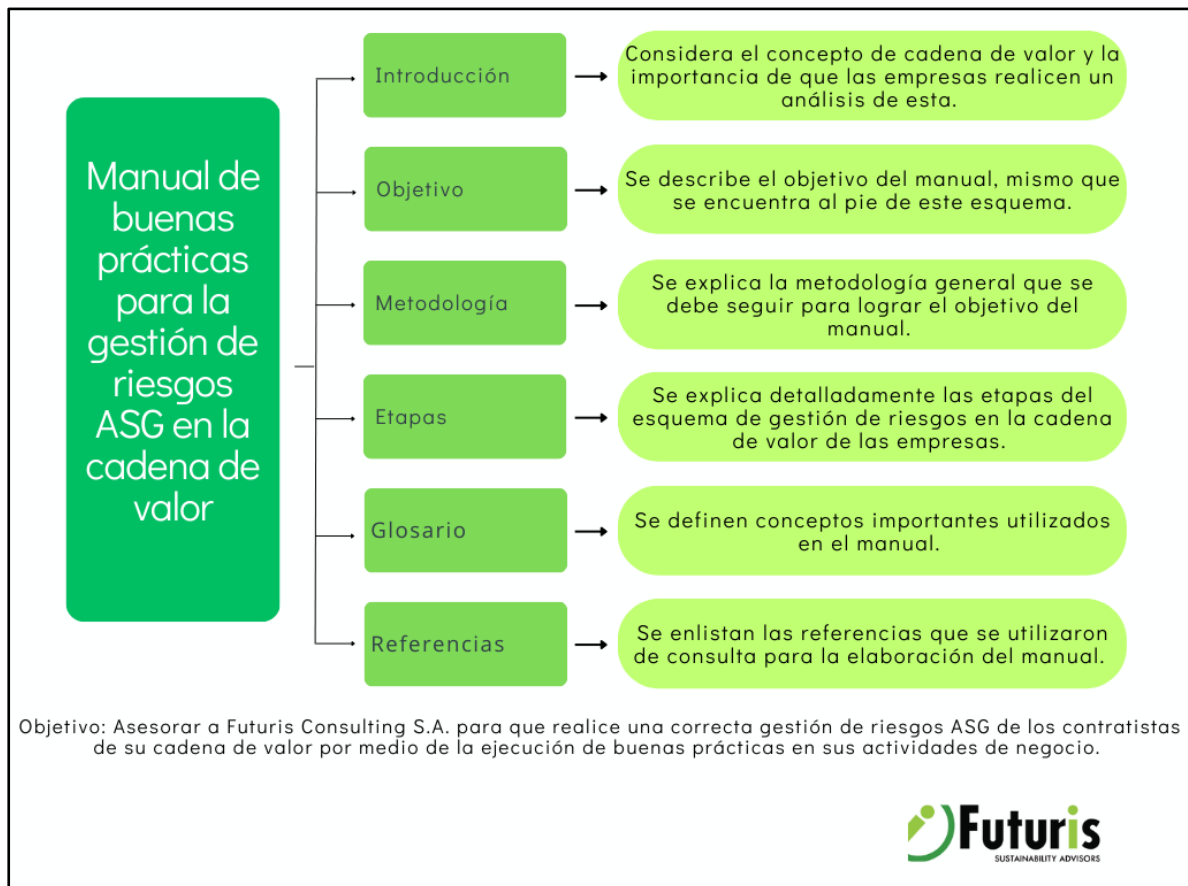 Manual de
buenas
prácticas
para la
gestión de
riesgos
ASG en la
cadena de
valor
Introducción
Considera el concepto de cadena de valor y la
importancia de que las empresas realicen un
análisis de esta.
Objetivo
Se describe el objetivo del manual, mismo que
se encuentra al pie de este esquema.
Metodología
Se explica la metodología general que se
debe seguir para lograr el objetivo del
manual.
Etapas
Se explica detalladamente las etapas del
esquema de gestión de riesgos en la cadena
de valor de las empresas.
Glosario
Se definen conceptos importantes utilizados
en el manual.
Referencias
Se enlistan las referencias que se utilizaron
de consulta para la elaboración del manual.
Objetivo: Asesorar a Futuris Consulting S.A. para que realice una correcta gestión de riesgos ASG de los contratistas
de su cadena de valor por medio de la ejecución de buenas prácticas en sus actividades de negocio.
Futuris
SUSTAINABILITY ADVISORS